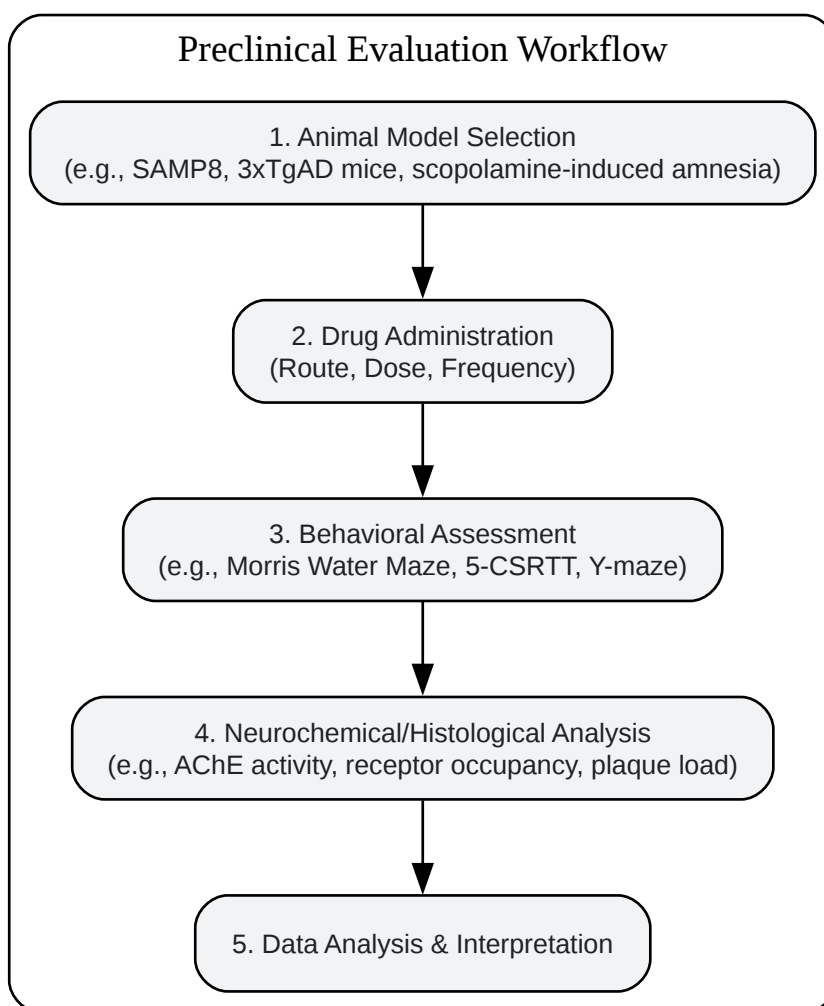 Preclinical Evaluation Workflow
1. Animal Model Selection
(e.g., SAMP8, 3xTgAD mice, scopolamine-induced amnesia)
2. Drug Administration
(Route, Dose, Frequency)
3. Behavioral Assessment
(e.g., Morris Water Maze, 5-CSRTT, Y-maze)
4. Neurochemical/Histological Analysis
(e.g., AChE activity, receptor occupancy, plaque load)
5. Data Analysis & Interpretation